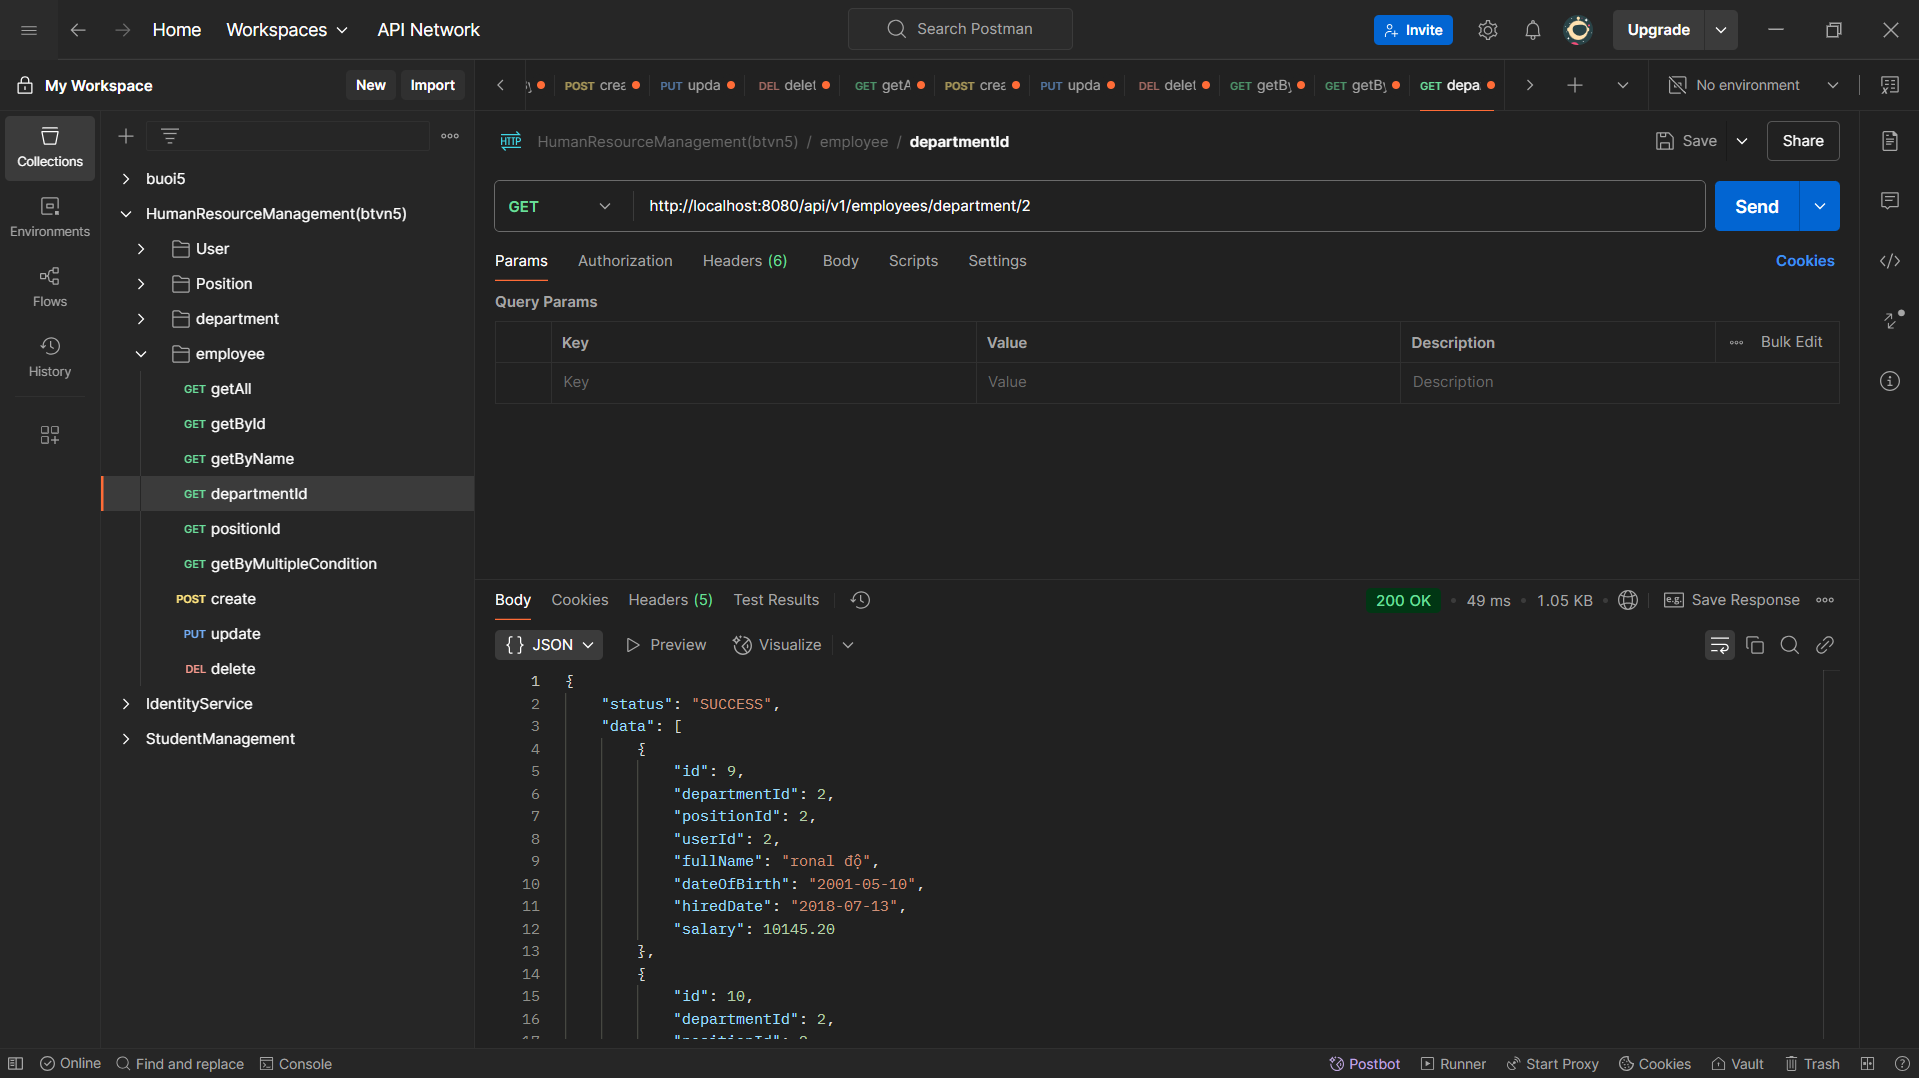 Home
Workspaces
API Network
Search Postman
Invite
Upgrade
My Workspace
New
Import
POST crea
PUT upda
DEL delet
GET getA
POST crea
PUT upda
DEL delet
GET getBy
GET getBy
GET depa
No environment
Collections
Environments
Flows
History
buoi5
HumanResourceManagement(btvn5)
User
Position
department
employee
GET getAll
GET getById
GET getByName
GET departmentId
GET positionId
GET getByMultipleCondition
POST create
PUT update
DEL delete
IdentityService
StudentManagement
HTTP HumanResourceManagement(btvn5) / employee / departmentId
Save
Share
GET
http://localhost:8080/api/v1/employees/department/2
Send
Params
Authorization
Headers (6)
Body
Scripts
Settings
Cookies
Query Params
Key
Value
Description
Bulk Edit
Key
Value
Description
Body
Cookies
Headers (5)
Test Results
200 OK
49 ms
1.05 KB
e.g.
Save Response
{} JSON
Preview
Visualize
1 {
2 "status": "SUCCESS",
3 "data": [
4 {
5 "id": 9,
6 "departmentId": 2,
7 "positionId": 2,
8 "userId": 2,
9 "fullName": "ronal độ",
10 "dateOfBirth": "2001-05-10",
11 "hiredDate": "2018-07-13",
12 "salary": 10145.20
13 },
14 {
15 "id": 10,
16 "departmentId": 2,
Online
Find and replace
Console
Postbot
Runner
Start Proxy
Cookies
Vault
Trash